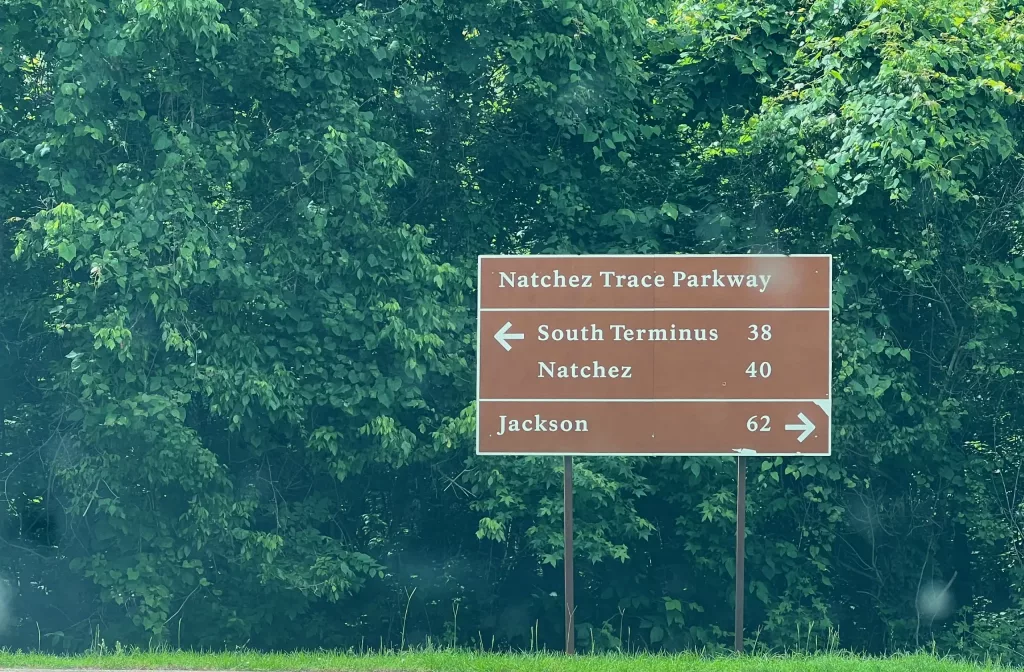 Natchez Trace Parkway
← South Terminus 38
Natchez 40
Jackson 62 →